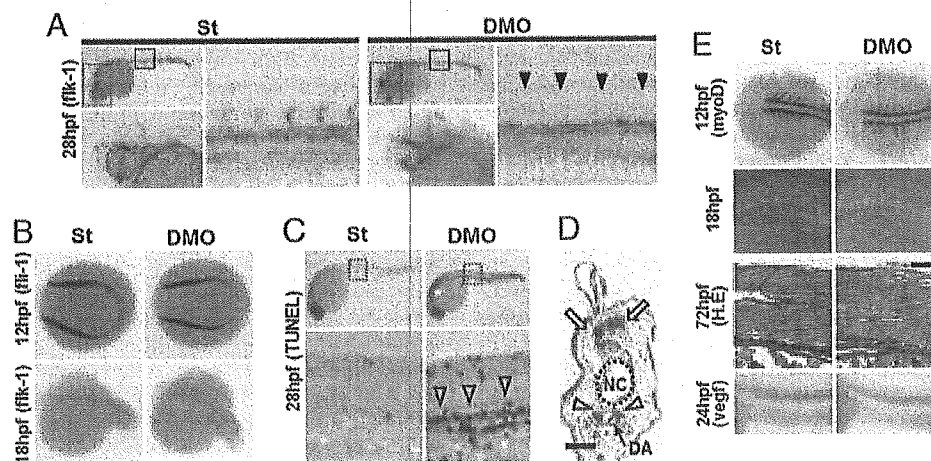 A
St
DMO
28hpf (flk-1)
B
St
DMO
12hpf (fli-1)
18hpf (flk-1)
C
St
DMO
28hpf (TUNEL)
D
NC
DA
E
St
DMO
12hpf
(myoD)
18hpf
72hpf
(H.E)
24hpf
(vegf)